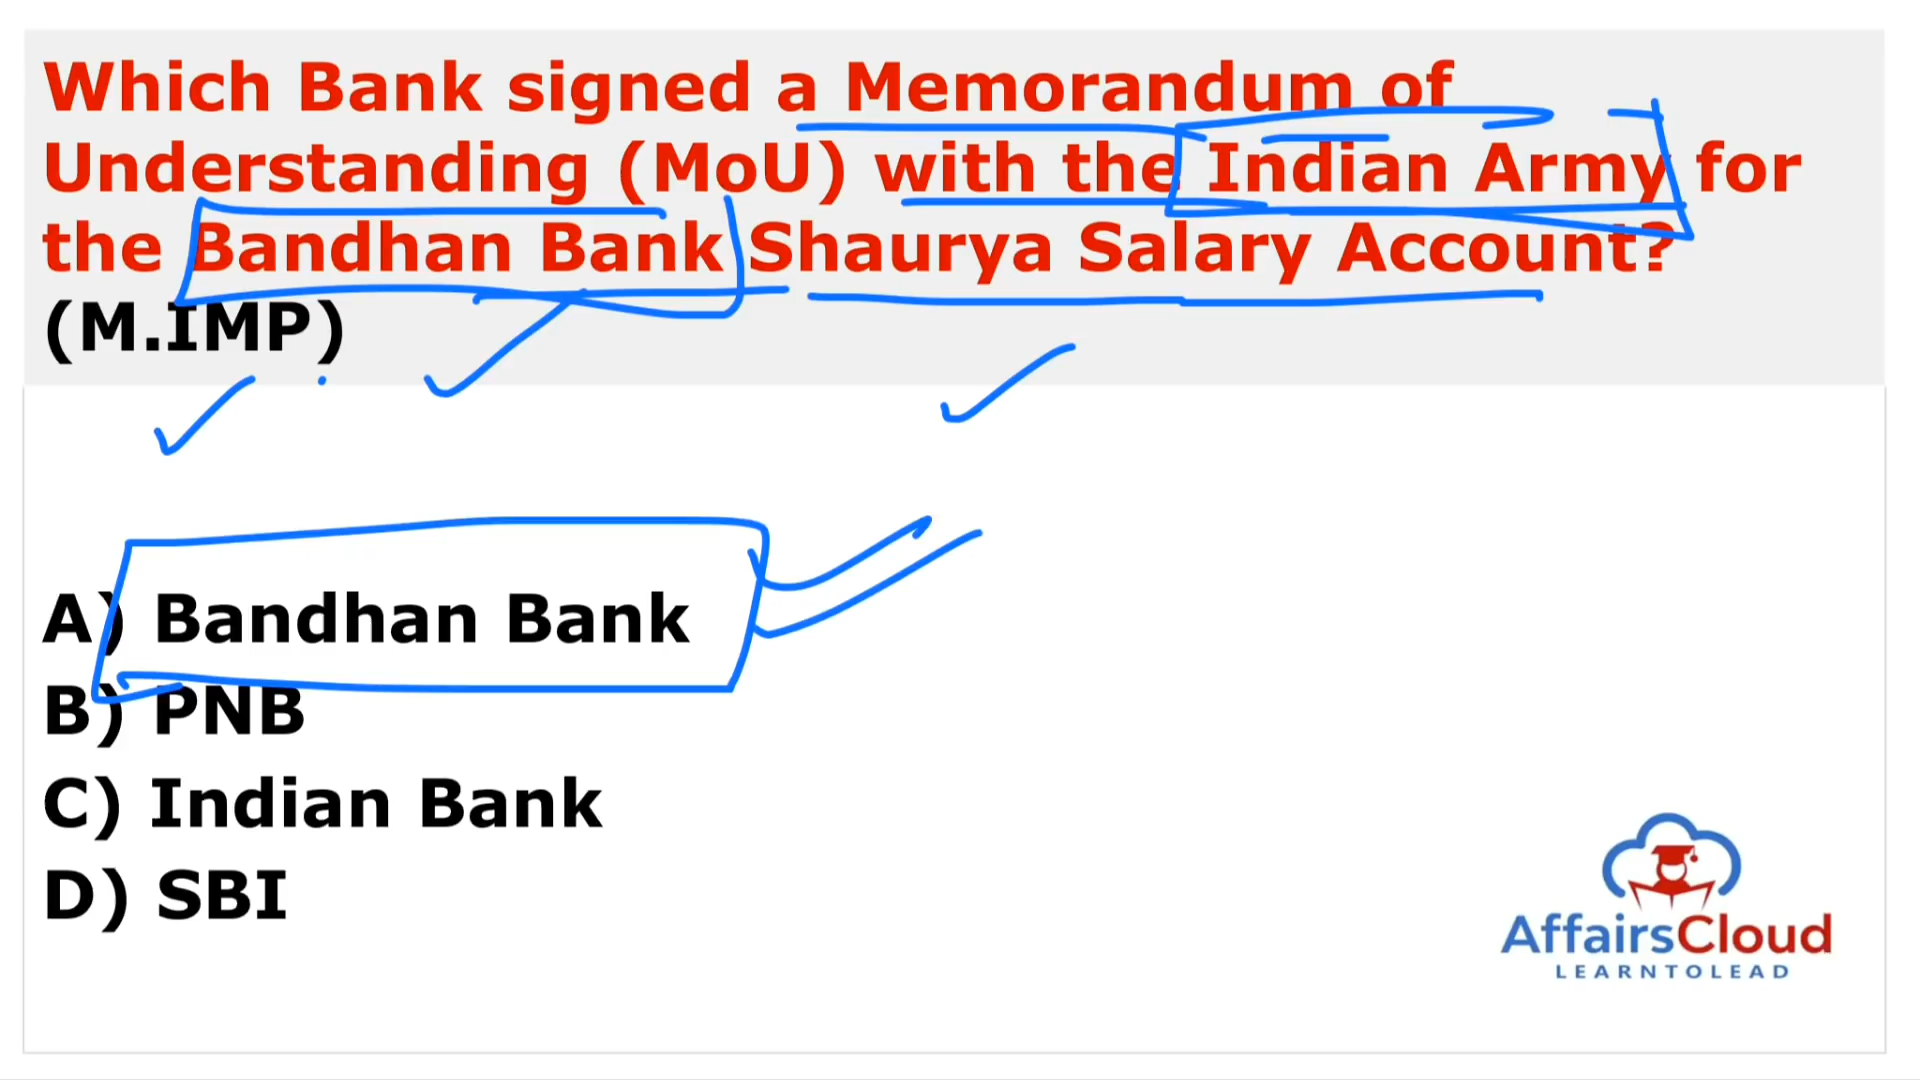 Which Bank signed a Memorandum of
Understanding (MoU) with the Indian Army for
the Bandhan Bank Shaurya Salary Account?
(M.IMP)
A) Bandhan Bank
B) PNB
C) Indian Bank
D) SBI
AffairsCloud
LEARNTOLEAD